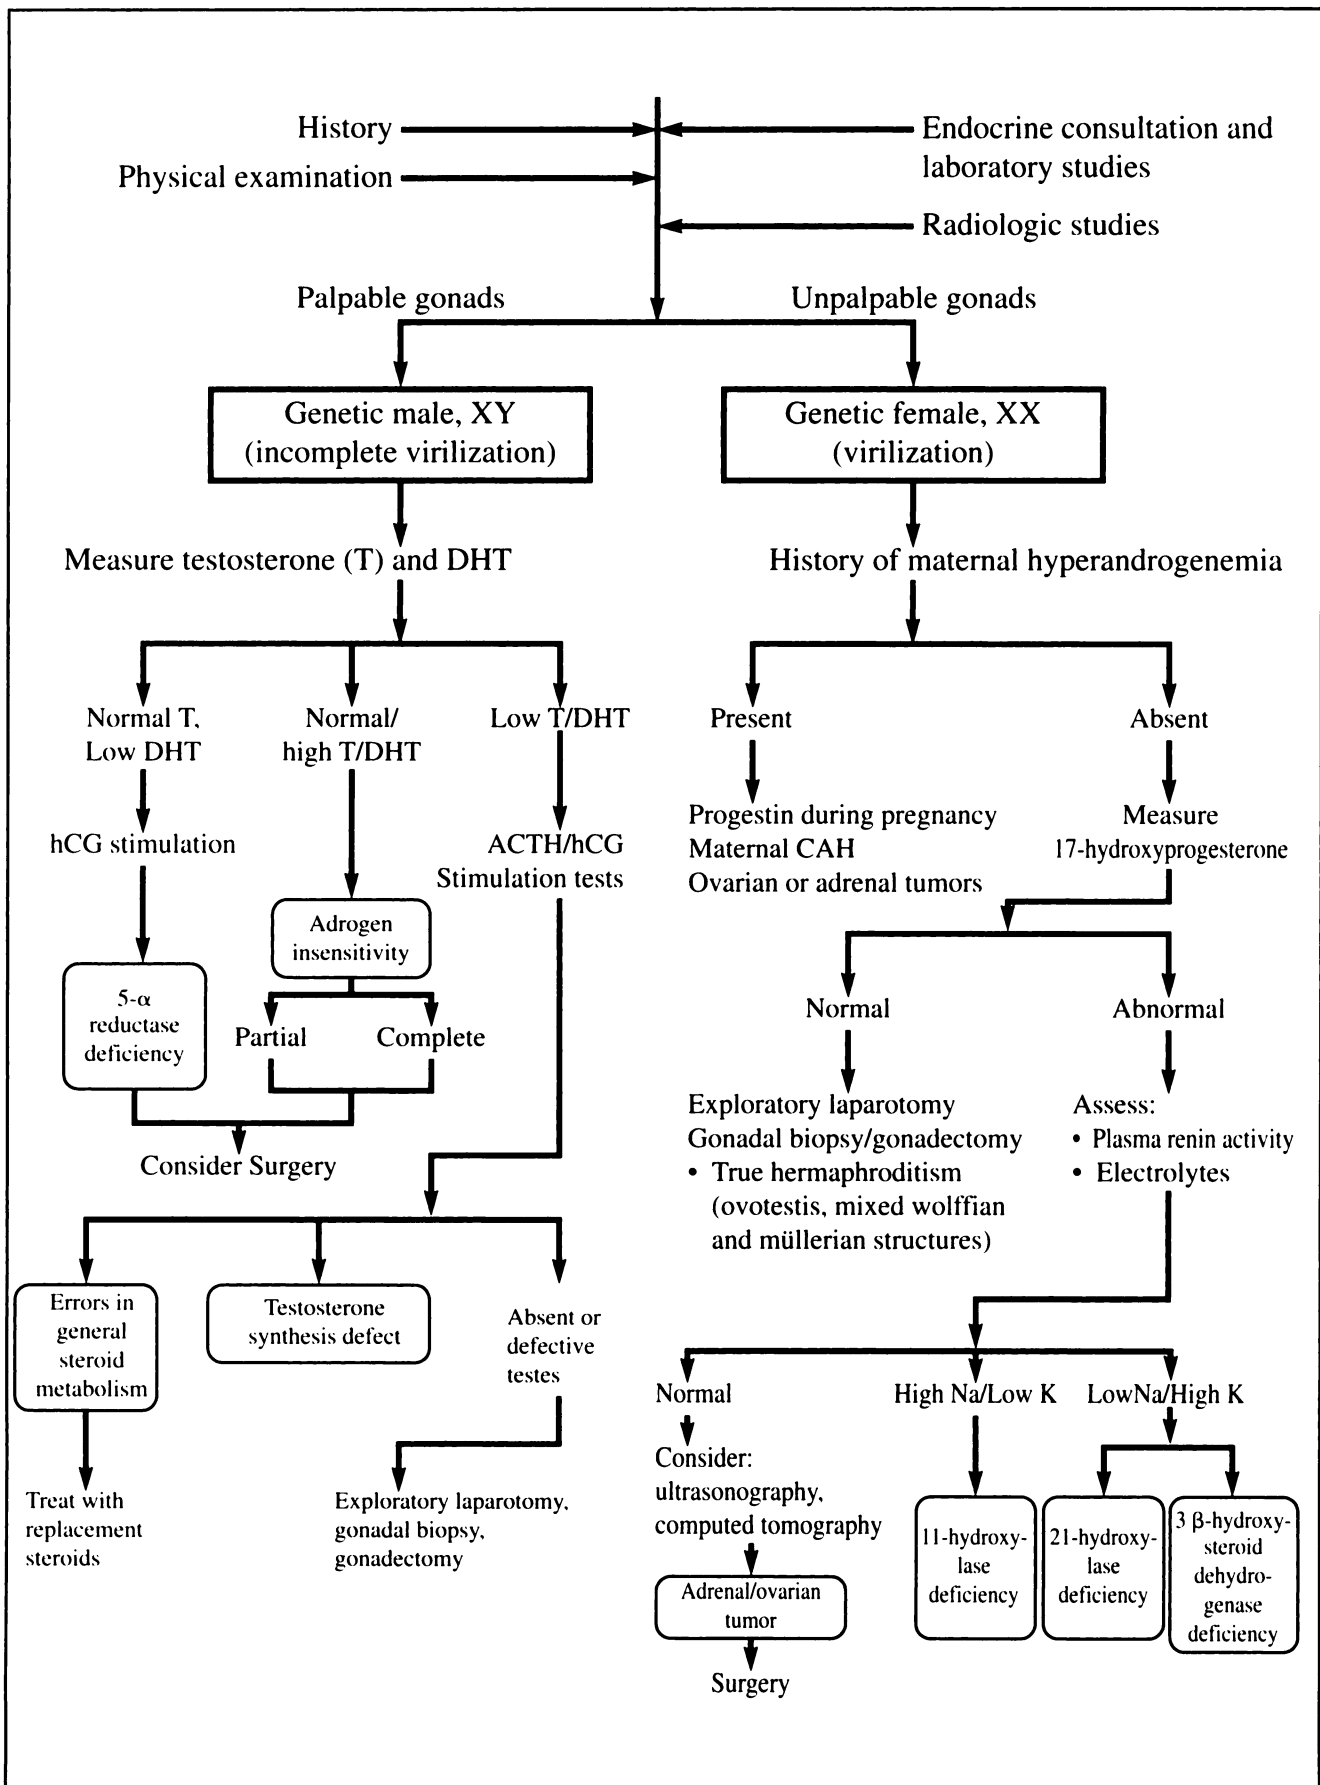 History
Endocrine consultation and
laboratory studies
Physical examination
Radiologic studies
Palpable gonads
Unpalpable gonads
Genetic male, XY
(incomplete virilization)
Genetic female, XX
(virilization)
Measure testosterone (T) and DHT
History of maternal hyperandrogenemia
Normal T,
Low DHT
Normal/
high T/DHT
Low T/DHT
Present
Absent
hCG stimulation
ACTH/hCG
Stimulation tests
Progestin during pregnancy
Maternal CAH
Ovarian or adrenal tumors
Measure
17-hydroxyprogesterone
Adrogen
insensitivity
5-α
reductase
deficiency
Partial
Complete
Normal
Abnormal
Consider Surgery
Exploratory laparotomy
Gonadal biopsy/gonadectomy
• True hermaphroditism
(ovotestis, mixed wolffian
and müllerian structures)
Assess:
• Plasma renin activity
• Electrolytes
Errors in
general
steroid
metabolism
Testosterone
synthesis defect
Absent or
defective
testes
Normal
High Na/Low K
LowNa/High K
Treat with
replacement
steroids
Exploratory laparotomy,
gonadal biopsy,
gonadectomy
Consider:
ultrasonography,
computed tomography
11-hydroxy-
lase
deficiency
21-hydroxy-
lase
deficiency
3 β-hydroxy-
steroid
dehydro-
genase
deficiency
Adrenal/ovarian
tumor
Surgery